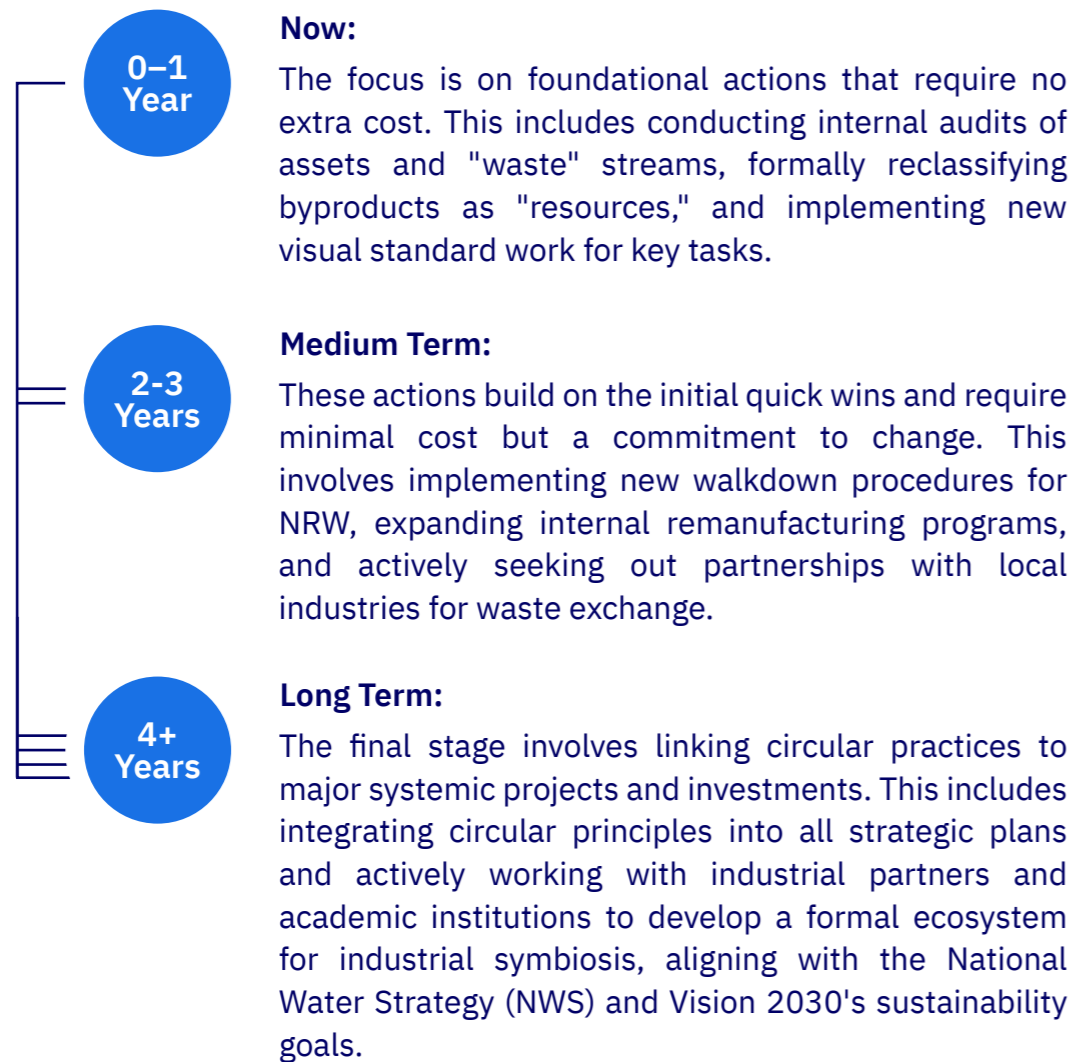 0–1
Year
Now:
The focus is on foundational actions that require no
extra cost. This includes conducting internal audits of
assets and "waste" streams, formally reclassifying
byproducts as "resources," and implementing new
visual standard work for key tasks.
2-3
Years
Medium Term:
These actions build on the initial quick wins and require
minimal cost but a commitment to change. This
involves implementing new walkdown procedures for
NRW, expanding internal remanufacturing programs,
and actively seeking out partnerships with local
industries for waste exchange.
4+
Years
Long Term:
The final stage involves linking circular practices to
major systemic projects and investments. This includes
integrating circular principles into all strategic plans
and actively working with industrial partners and
academic institutions to develop a formal ecosystem
for industrial symbiosis, aligning with the National
Water Strategy (NWS) and Vision 2030's sustainability
goals.